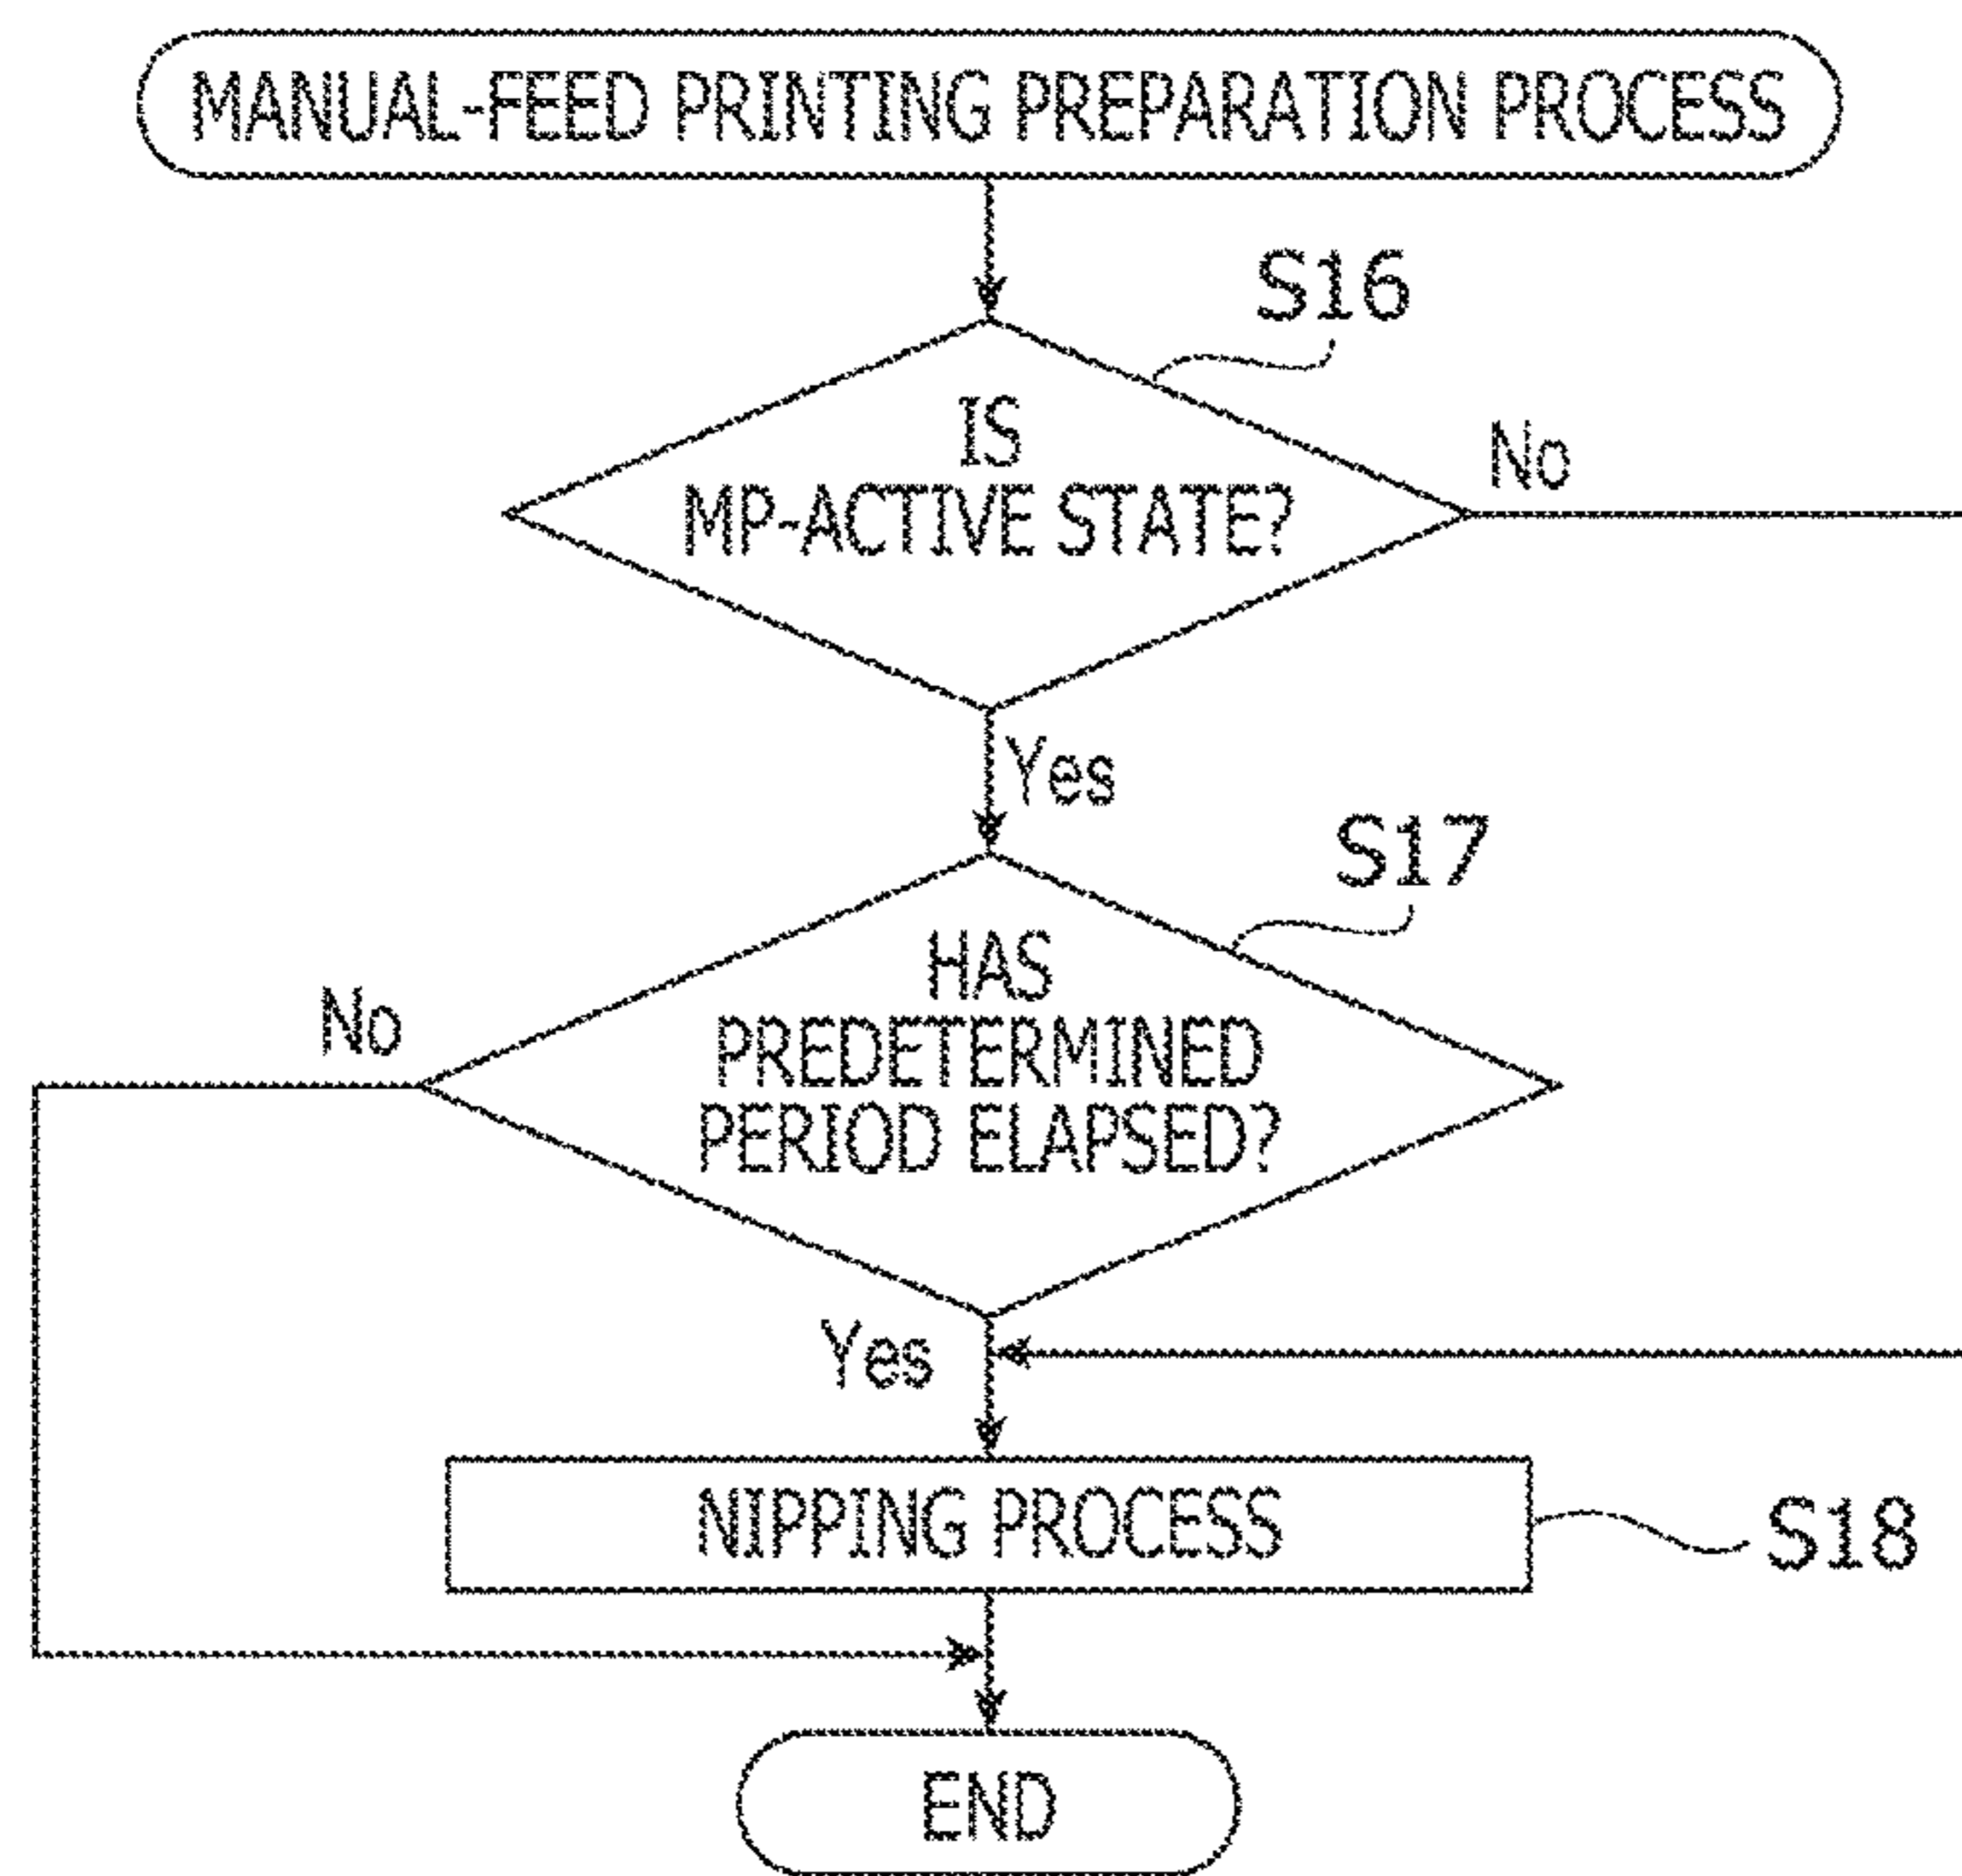 MANUAL-FEED PRINTING PREPARATION PROCESS
S16
IS
MP-ACTIVE STATE?
No
Yes
S17
HAS
PREDETERMINED
PERIOD ELAPSED?
No
Yes
NIPPING PROCESS
S18
END